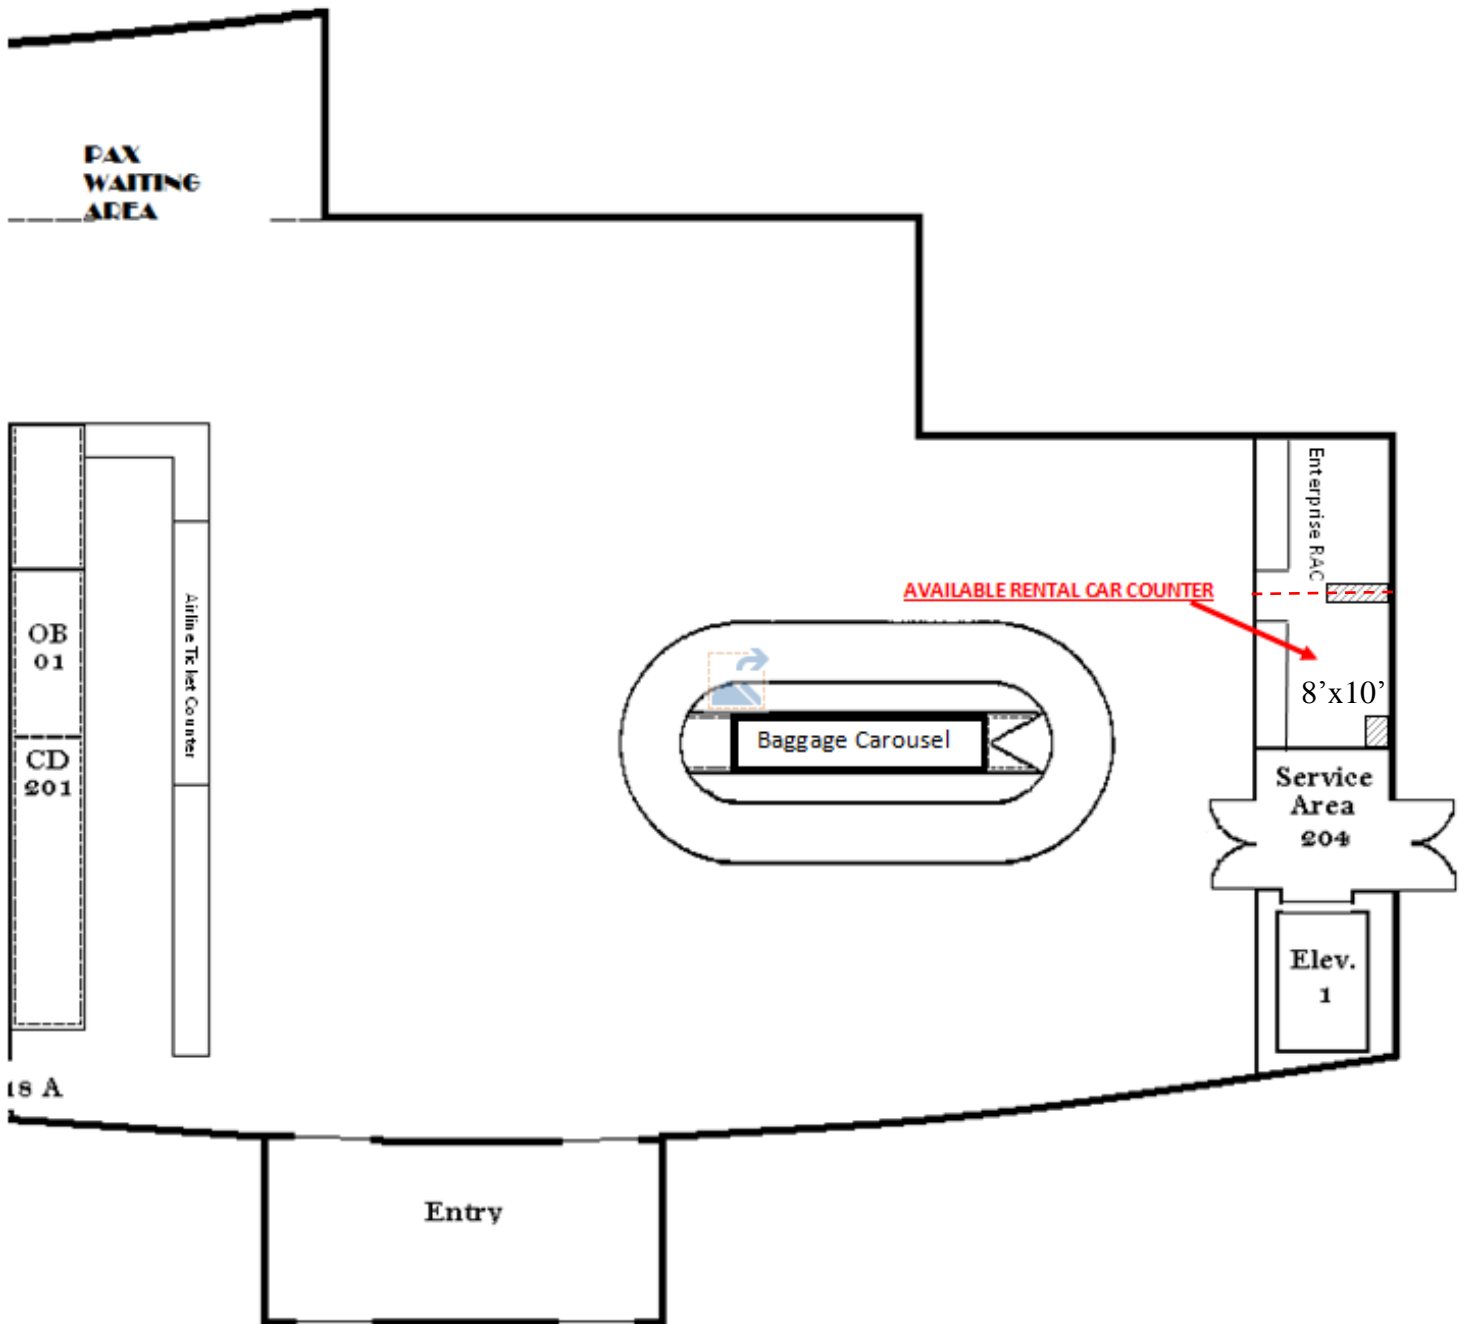 PAX
WAITING
AREA
Enterprise RAC
AVAILABLE RENTAL CAR COUNTER
OB
01
Airline Ticket Counter
8’x10’
Baggage Carousel
CD
201
Service
Area
204
Elev.
1
18 A
Entry